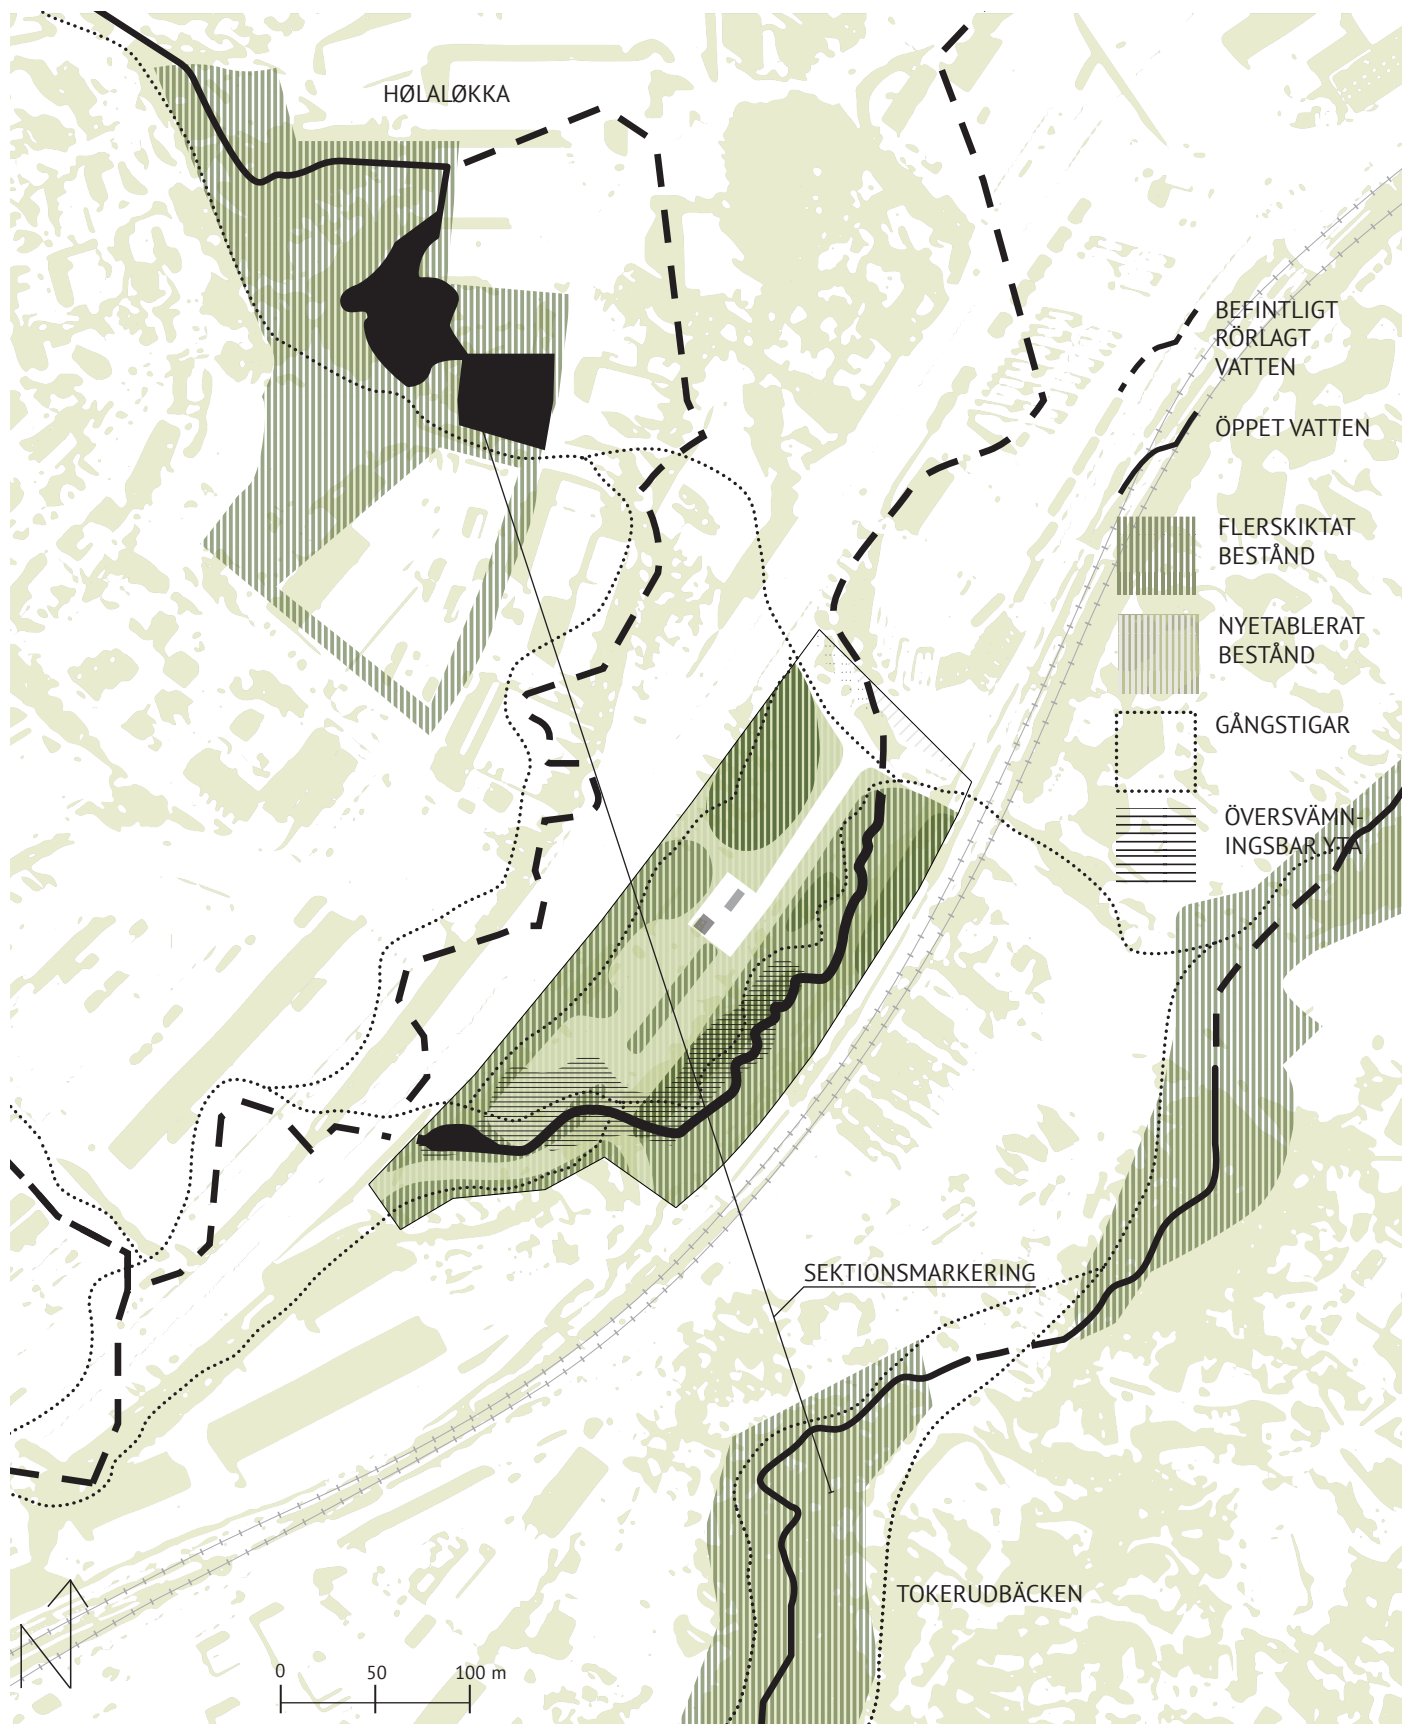 HØLALØKKA
BEFINTLIGT
RÖRLAGT
VATTEN
ÖPPET VATTEN
FLERSKIKTAT
BESTÅND
NYETABLERAT
BESTÅND
GÅNGSTIGAR
ÖVERSVÄMN-
INGSBAR YTA
SEKTIONSMARKERING
TOKERUDBÄCKEN
N
0 50 100 m